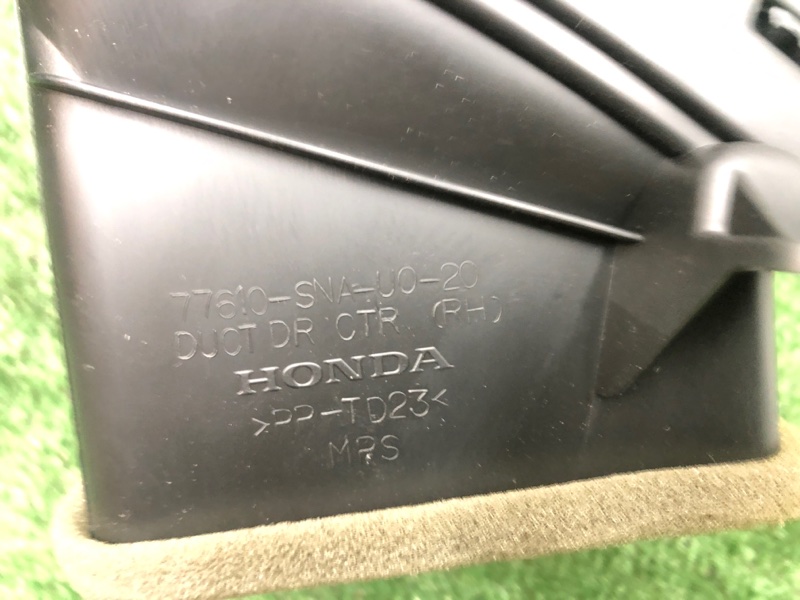 77610-SNA-U0-20
DUCT DR CTR. (RH)
HONDA
>PP-TD23<
MPS